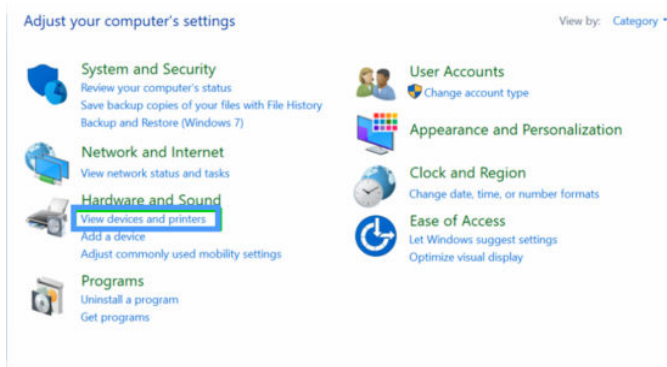 Adjust your computer's settings
View by: Category
System and Security
Review your computer's status
Save backup copies of your files with File History
Backup and Restore (Windows 7)
Network and Internet
View network status and tasks
Hardware and Sound
View devices and printers
Add a device
Adjust commonly used mobility settings
Programs
Uninstall a program
Get programs
User Accounts
Change account type
Appearance and Personalization
Clock and Region
Change date, time, or number formats
Ease of Access
Let Windows suggest settings
Optimize visual display